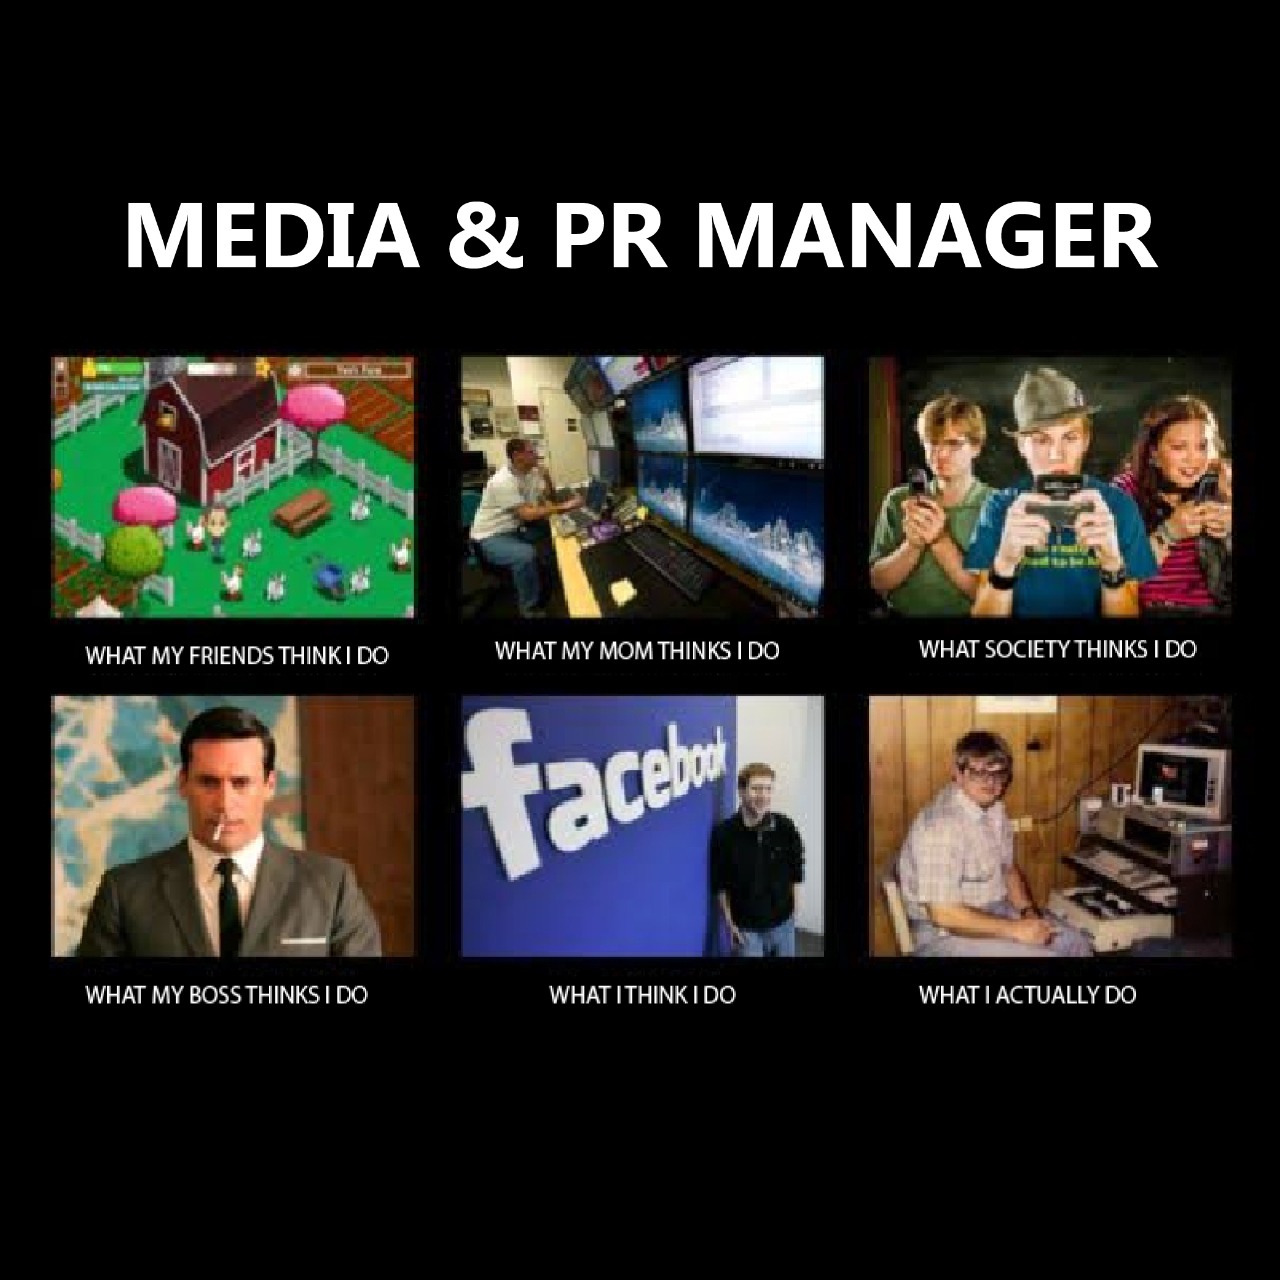 MEDIA & PR MANAGER
WHAT MY FRIENDS THINK I DO
WHAT MY MOM THINKS I DO
WHAT SOCIETY THINKS I DO
facebook
WHAT MY BOSS THINKS I DO
WHAT I THINK I DO
WHAT I ACTUALLY DO